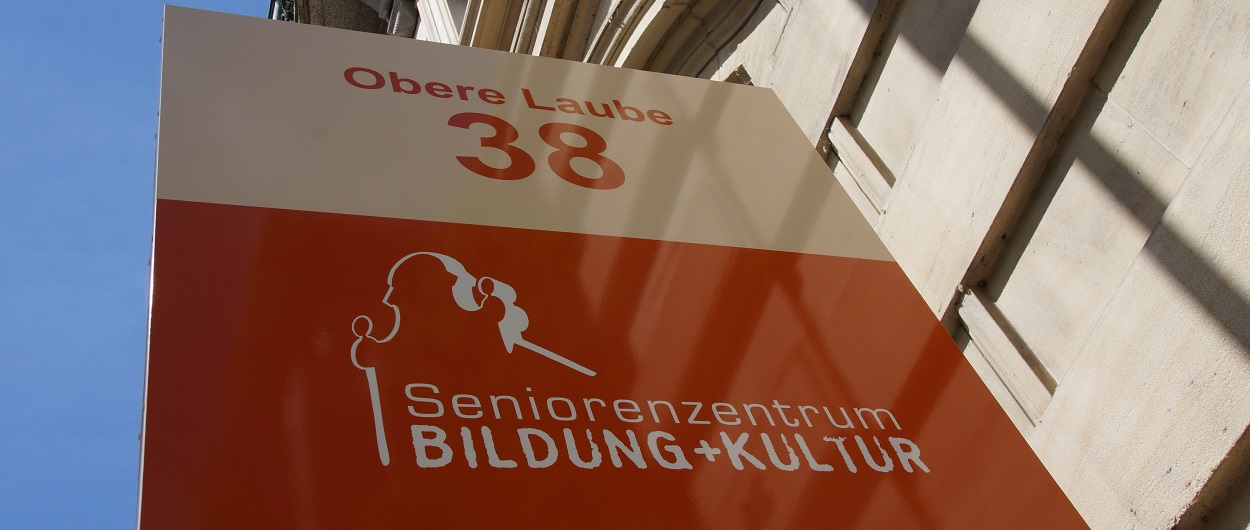 Obere Laube
38
Seniorenzentrum
BILDUNG+KULTUR